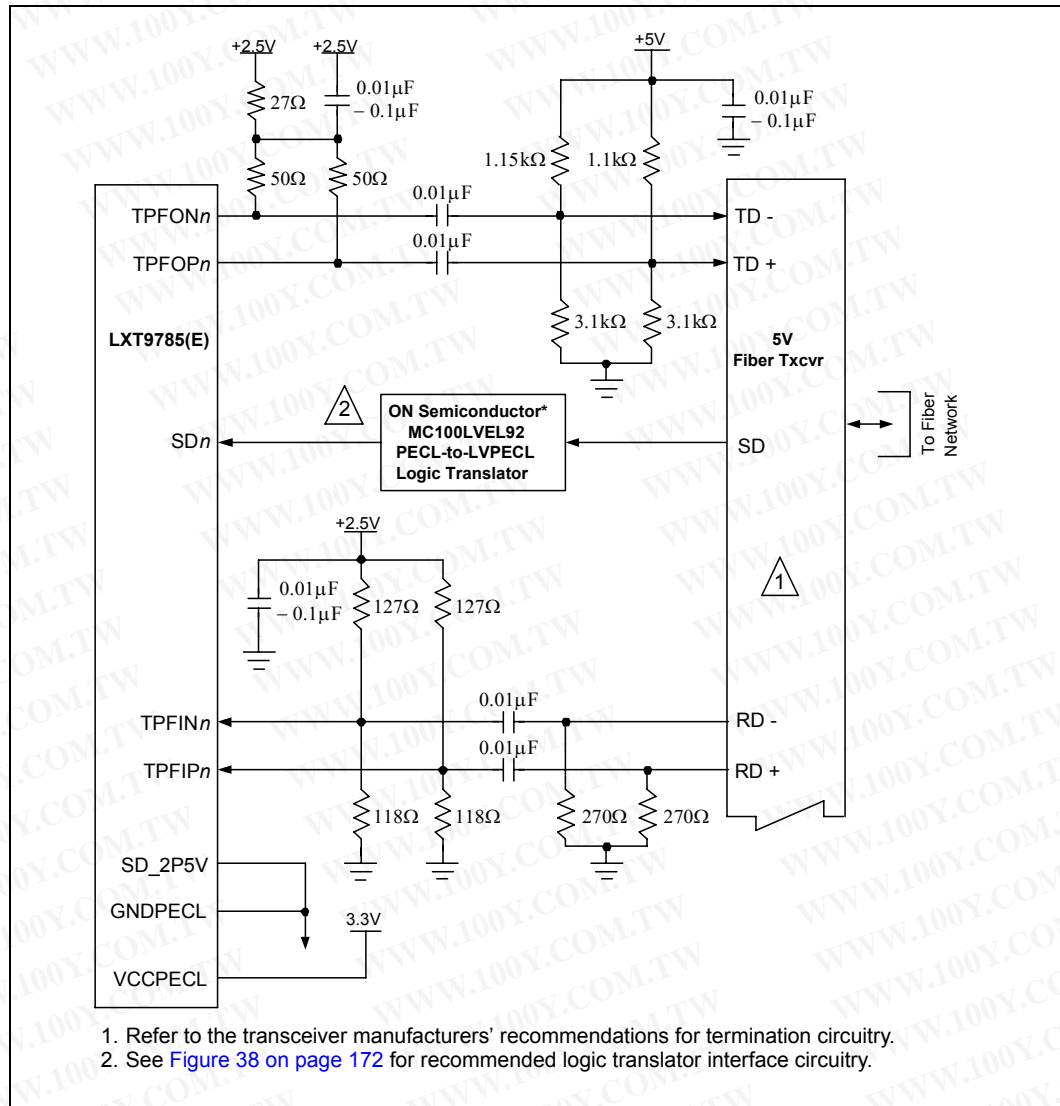 +2.5V
+2.5V
+5V
27Ω
0.01µF
– 0.1µF
0.01µF
– 0.1µF
50Ω
50Ω
1.15kΩ
1.1kΩ
TPFONn
0.01µF
TD -
TPFOPn
0.01µF
TD +
LXT9785(E)
3.1kΩ
3.1kΩ
5V
Fiber Txcvr
2
ON Semiconductor*
MC100LVEL92
PECL-to-LVPECL
Logic Translator
SDn
SD
To Fiber
Network
+2.5V
0.01µF
– 0.1µF
127Ω
127Ω
1
TPFINn
0.01µF
RD -
TPFIPn
0.01µF
RD +
118Ω
118Ω
270Ω
270Ω
SD_2P5V
GNDPECL
3.3V
VCCPECL
1. Refer to the transceiver manufacturers’ recommendations for termination circuitry.
2. See Figure 38 on page 172 for recommended logic translator interface circuitry.
WWW.100Y.COM.TW